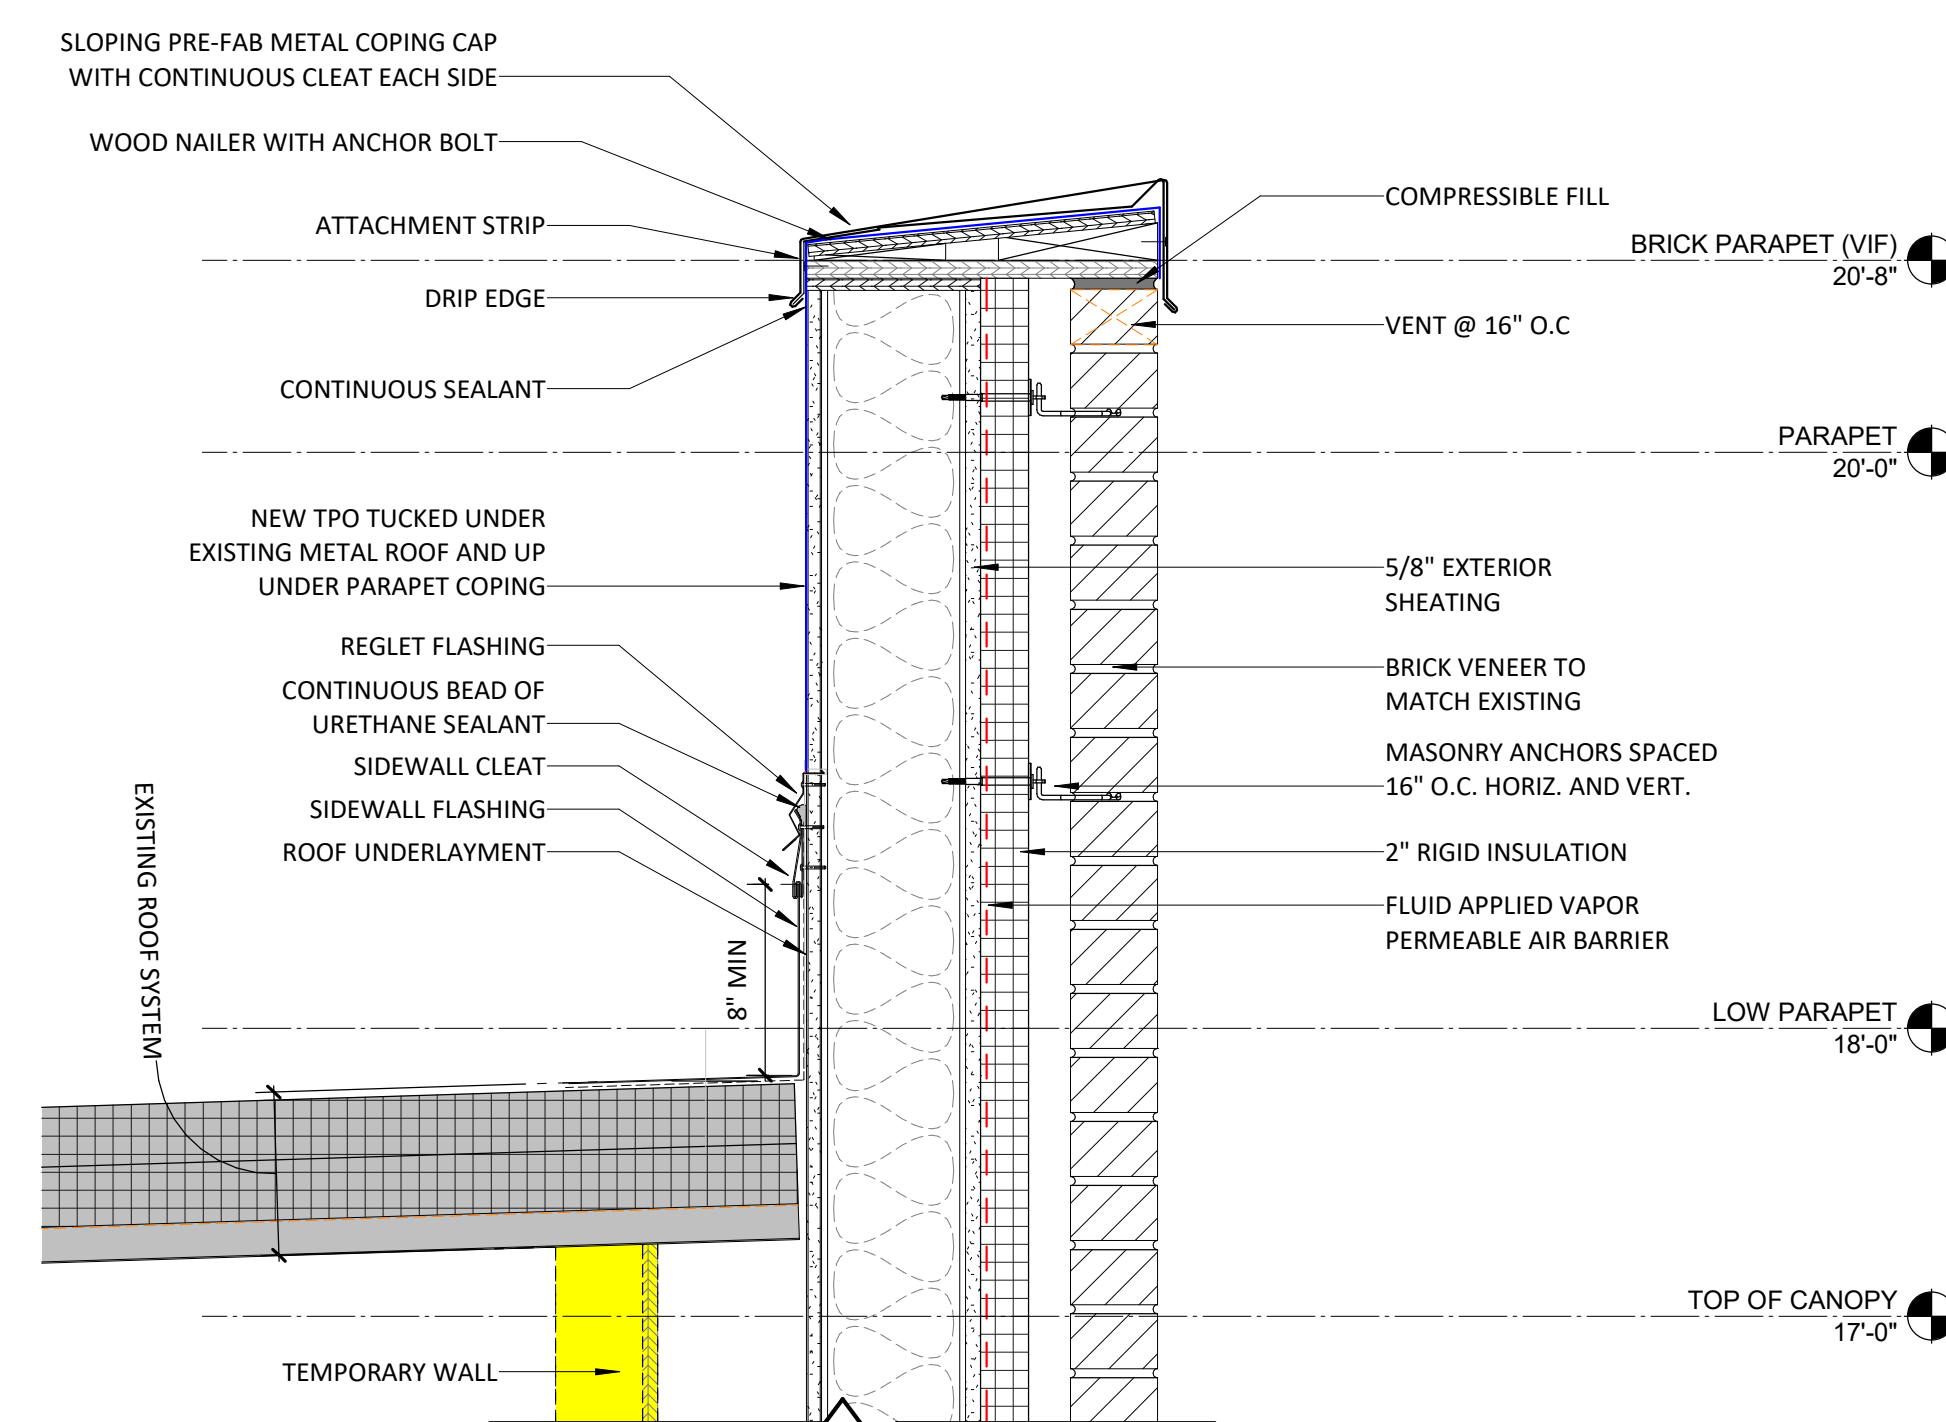 SLOPING PRE-FAB METAL COPING CAP
WITH CONTINUOUS CLEAT EACH SIDE
WOOD NAILER WITH ANCHOR BOLT
ATTACHMENT STRIP
DRIP EDGE
CONTINUOUS SEALANT
NEW TPO TUCKED UNDER
EXISTING METAL ROOF AND UP
UNDER PARAPET COPING
REGLET FLASHING
CONTINUOUS BEAD OF
URETHANE SEALANT
SIDEWALL CLEAT
SIDEWALL FLASHING
ROOF UNDERLAYMENT
EXISTING ROOF SYSTEM
8" MIN
TEMPORARY WALL
COMPRESSIBLE FILL
VENT @ 16" O.C
5/8" EXTERIOR
SHEATING
BRICK VENEER TO
MATCH EXISTING
MASONRY ANCHORS SPACED
16" O.C. HORIZ. AND VERT.
2" RIGID INSULATION
FLUID APPLIED VAPOR
PERMEABLE AIR BARRIER
BRICK PARAPET (VIF)
20'-8"
PARAPET
20'-0"
LOW PARAPET
18'-0"
TOP OF CANOPY
17'-0"